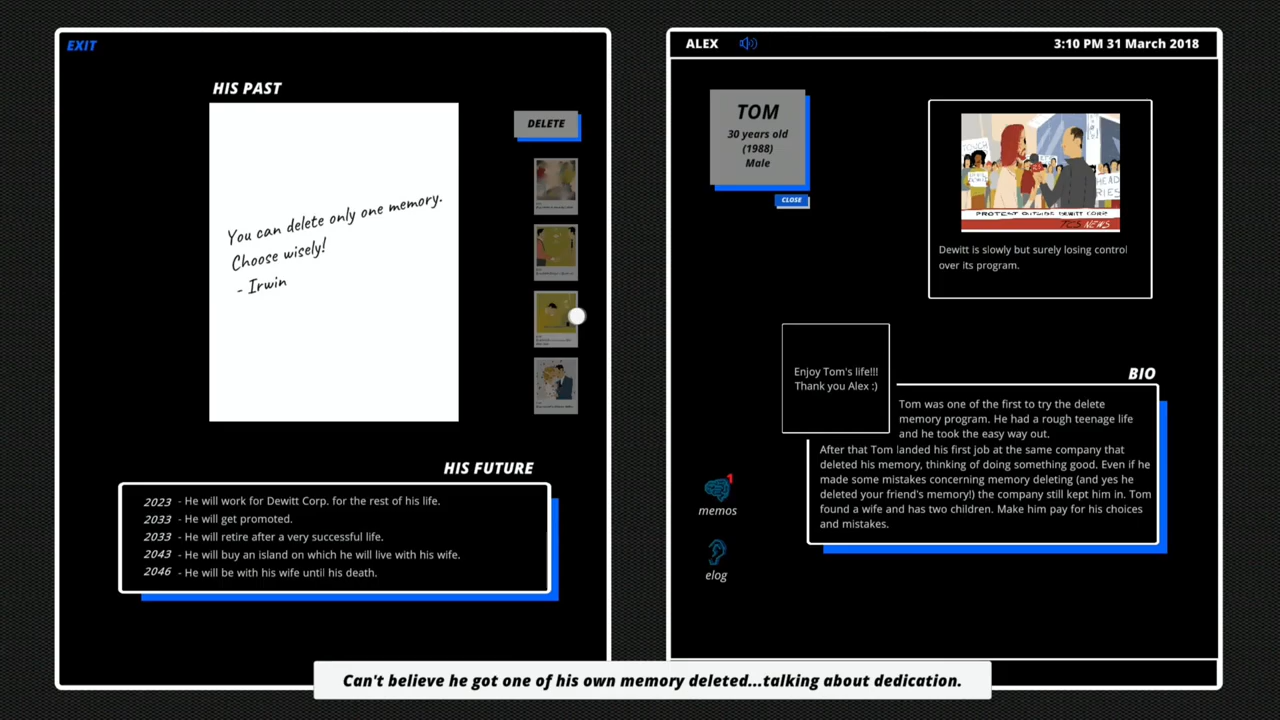 EXIT
HIS PAST
DELETE
You can delete only one memory.
Choose wisely!
- Irwin
HIS FUTURE
2023 - He will work for Dewitt Corp. for the rest of his life.
2033 - He will get promoted.
2033 - He will retire after a very successful life.
2043 - He will buy an island on which he will live with his wife.
2046 - He will be with his wife until his death.
ALEX
3:10 PM 31 March 2018
TOM
30 years old
(1988)
Male
CLOSE
PROTEST OUTSIDE DEWITT CORP
NEWS
Dewitt is slowly but surely losing control
over its program.
Enjoy Tom's life!!!
Thank you Alex :)
BIO
Tom was one of the first to try the delete
memory program. He had a rough teenage life
and he took the easy way out.
After that Tom landed his first job at the same company that
deleted his memory, thinking of doing something good. Even if he
made some mistakes concerning memory deleting (and yes he
deleted your friend's memory!) the company still kept him in. Tom
found a wife and has two children. Make him pay for his choices
and mistakes.
1
memos
elog
Can't believe he got one of his own memory deleted...talking about dedication.